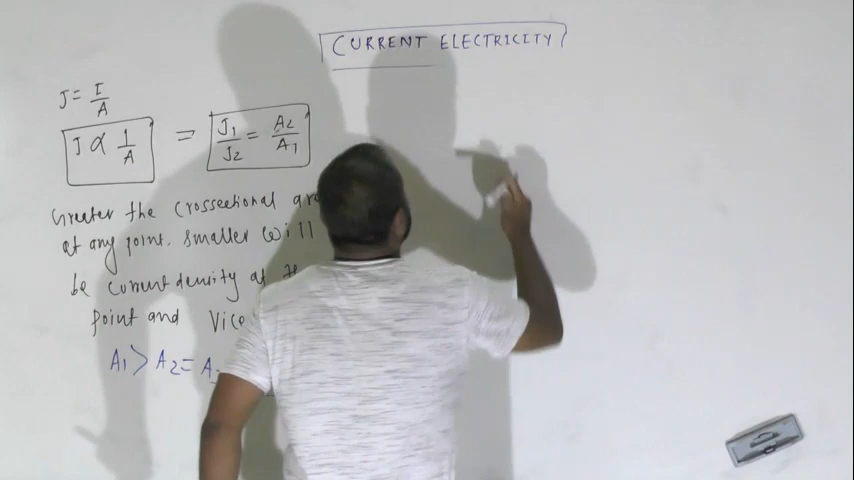 CURRENT ELECTRICITY
J = I/A
J ∝ 1/A = J1/J2 = A2/A1
Greater the crossectional
at any point. smaller will
be current density at
point and Vice
A1 > A2 =